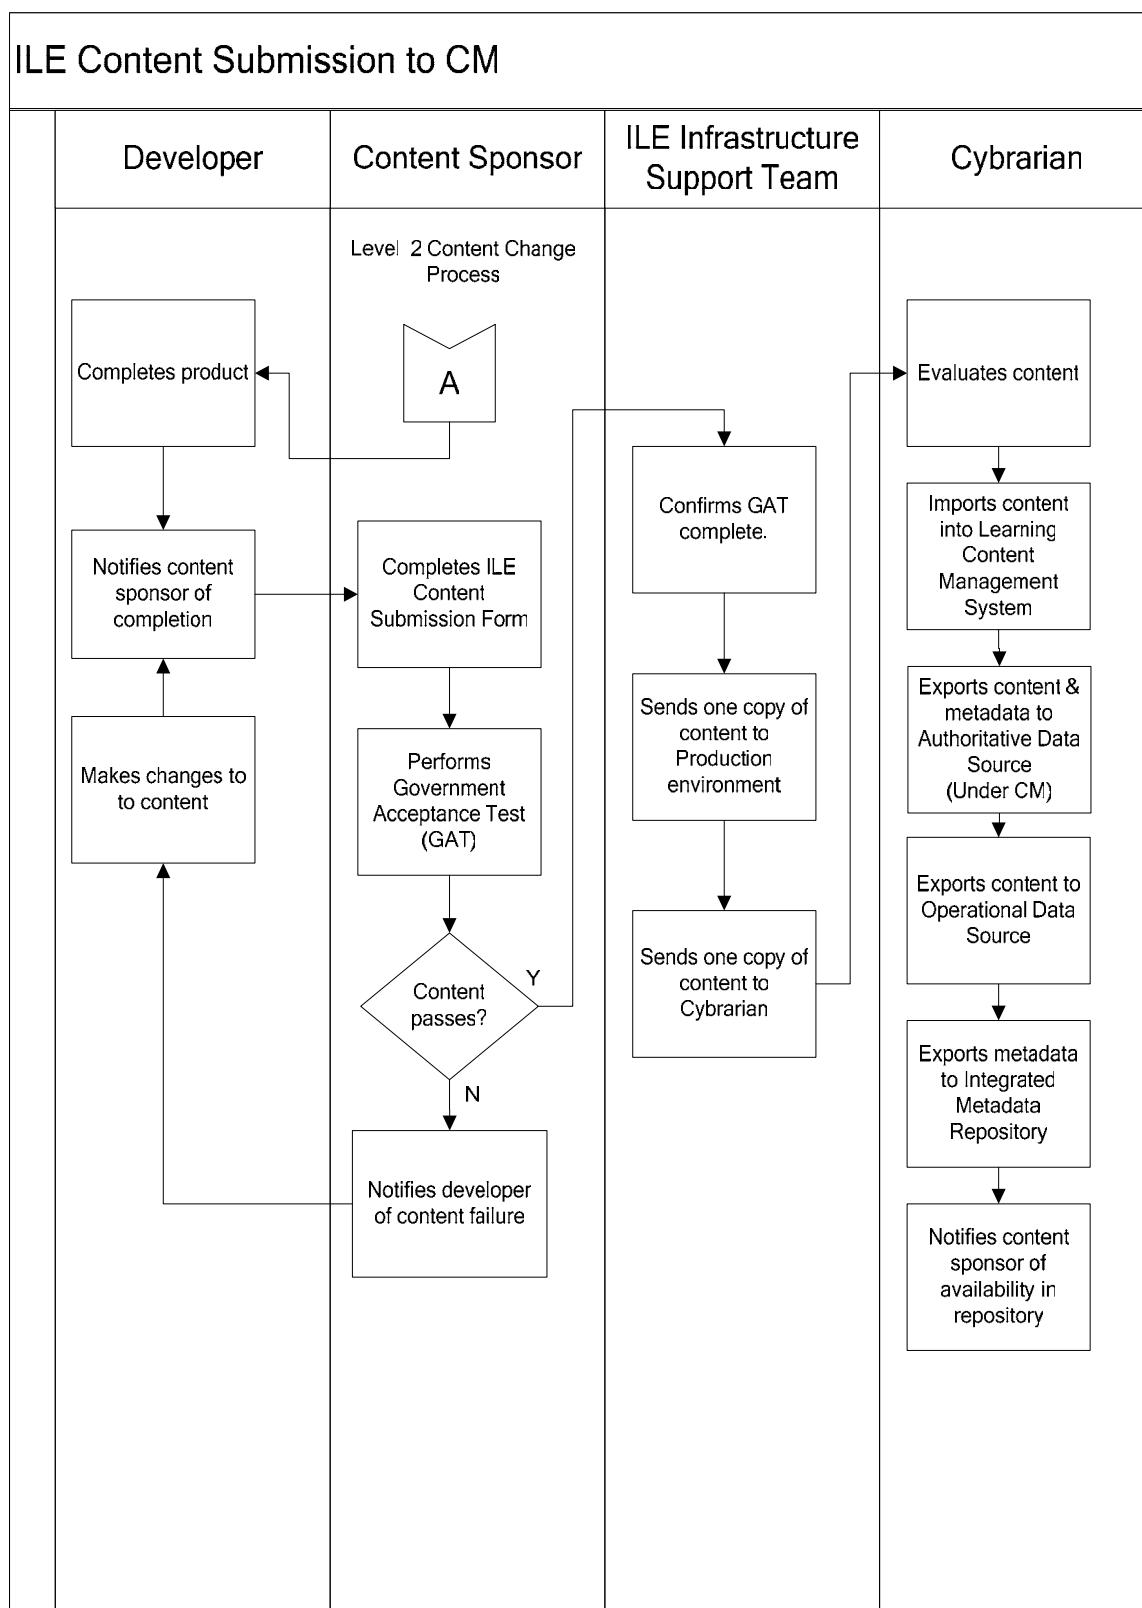 ILE Content Submission to CM
Developer
Content Sponsor
ILE Infrastructure
Support Team
Cybrarian
Level 2 Content Change
Process
A
Completes product
Notifies content
sponsor of
completion
Makes changes to
to content
Completes ILE
Content
Submission Form
Performs
Government
Acceptance Test
(GAT)
Content
passes?
Y
N
Notifies developer
of content failure
Confirms GAT
complete.
Sends one copy of
content to
Production
environment
Sends one copy of
content to
Cybrarian
Evaluates content
Imports content
into Learning
Content
Management
System
Exports content &
metadata to
Authoritative Data
Source
(Under CM)
Exports content to
Operational Data
Source
Exports metadata
to Integrated
Metadata
Repository
Notifies content
sponsor of
availability in
repository